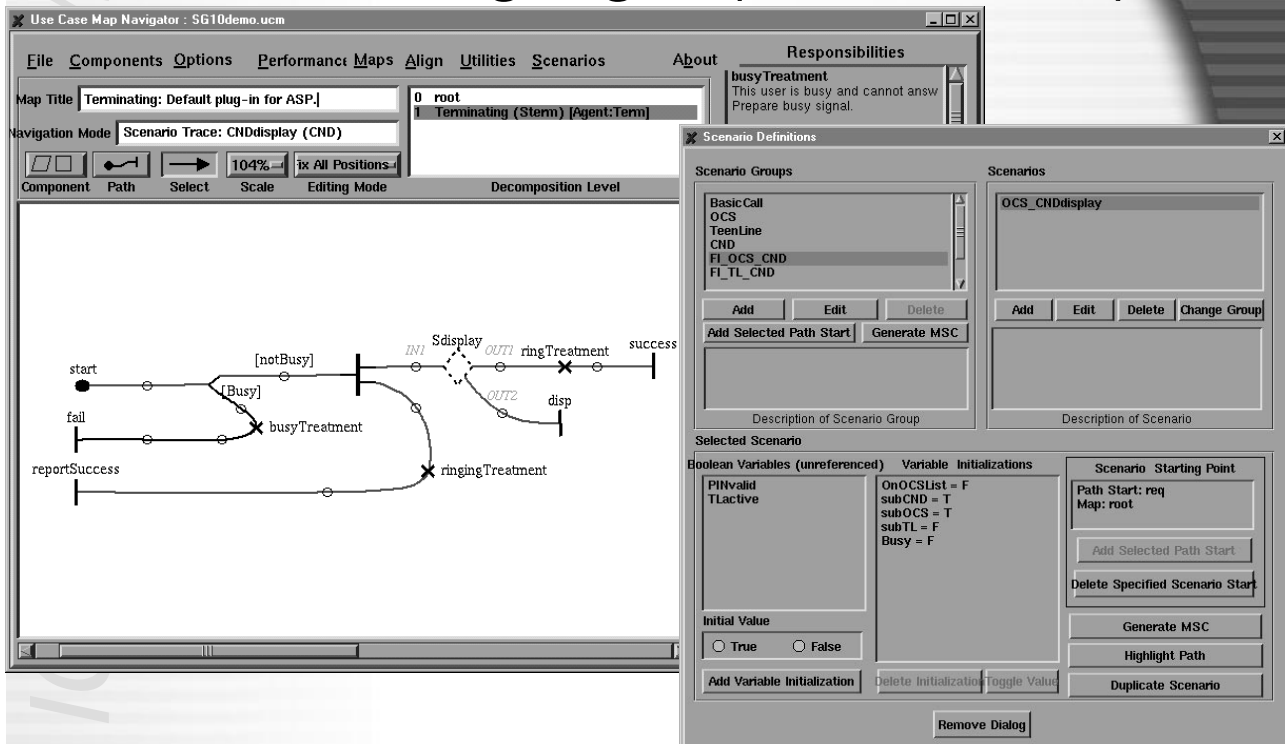 Use Case Map Navigator : SG10demo.ucm
File Components Options Performance Maps Align Utilities Scenarios About
Map Title Terminating: Default plug-in for ASP.
Navigation Mode Scenario Trace: CNDdisplay (CND)
104% ix All Positions
Component Path Select Scale Editing Mode
0 root
1 Terminating (Sterm) [Agent:Term]
Decomposition Level
Responsibilities
busyTreatment
This user is busy and cannot answ
Prepare busy signal.
start
[notBusy]
[Busy]
fail
busyTreatment
reportSuccess
ringingTreatment
IN1
Sdisplay
OUT1
ringTreatment
success
OUT2
disp
Scenario Definitions
Scenario Groups
BasicCall
OCS
TeenLine
CND
FI_OCS_CND
FI_TL_CND
Add Edit Delete
Add Selected Path Start Generate MSC
Description of Scenario Group
Scenarios
OCS_CNDdisplay
Add Edit Delete Change Group
Description of Scenario
Selected Scenario
Boolean Variables (unreferenced)
PINvalid
TLactive
Initial Value
True False
Add Variable Initialization
Variable Initializations
OnOCSList = F
subCND = T
subOCS = T
subTL = F
Busy = F
Delete Initialization Toggle Value
Scenario Starting Point
Path Start: req
Map: root
Add Selected Path Start
Delete Specified Scenario Start
Generate MSC
Highlight Path
Duplicate Scenario
Remove Dialog